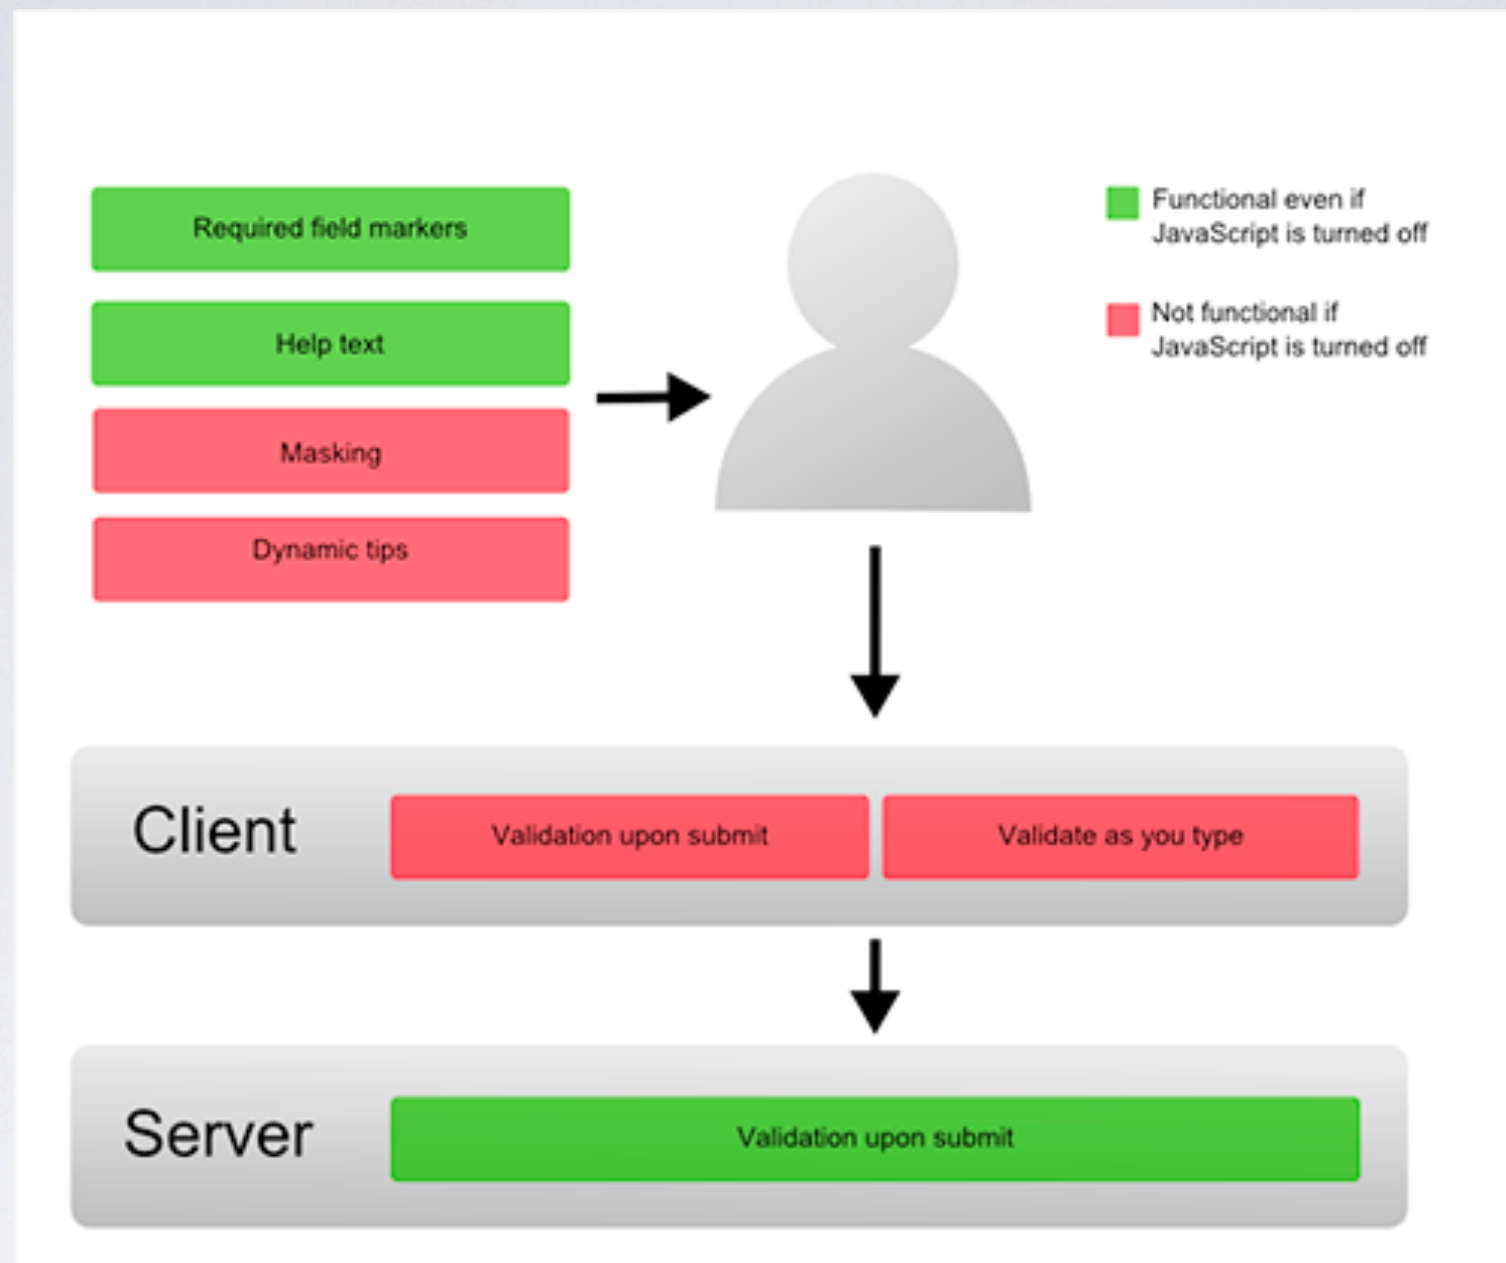 Required field markers
Help text
Masking
Dynamic tips
Functional even if
JavaScript is turned off
Not functional if
JavaScript is turned off
Client
Validation upon submit
Validate as you type
Server
Validation upon submit